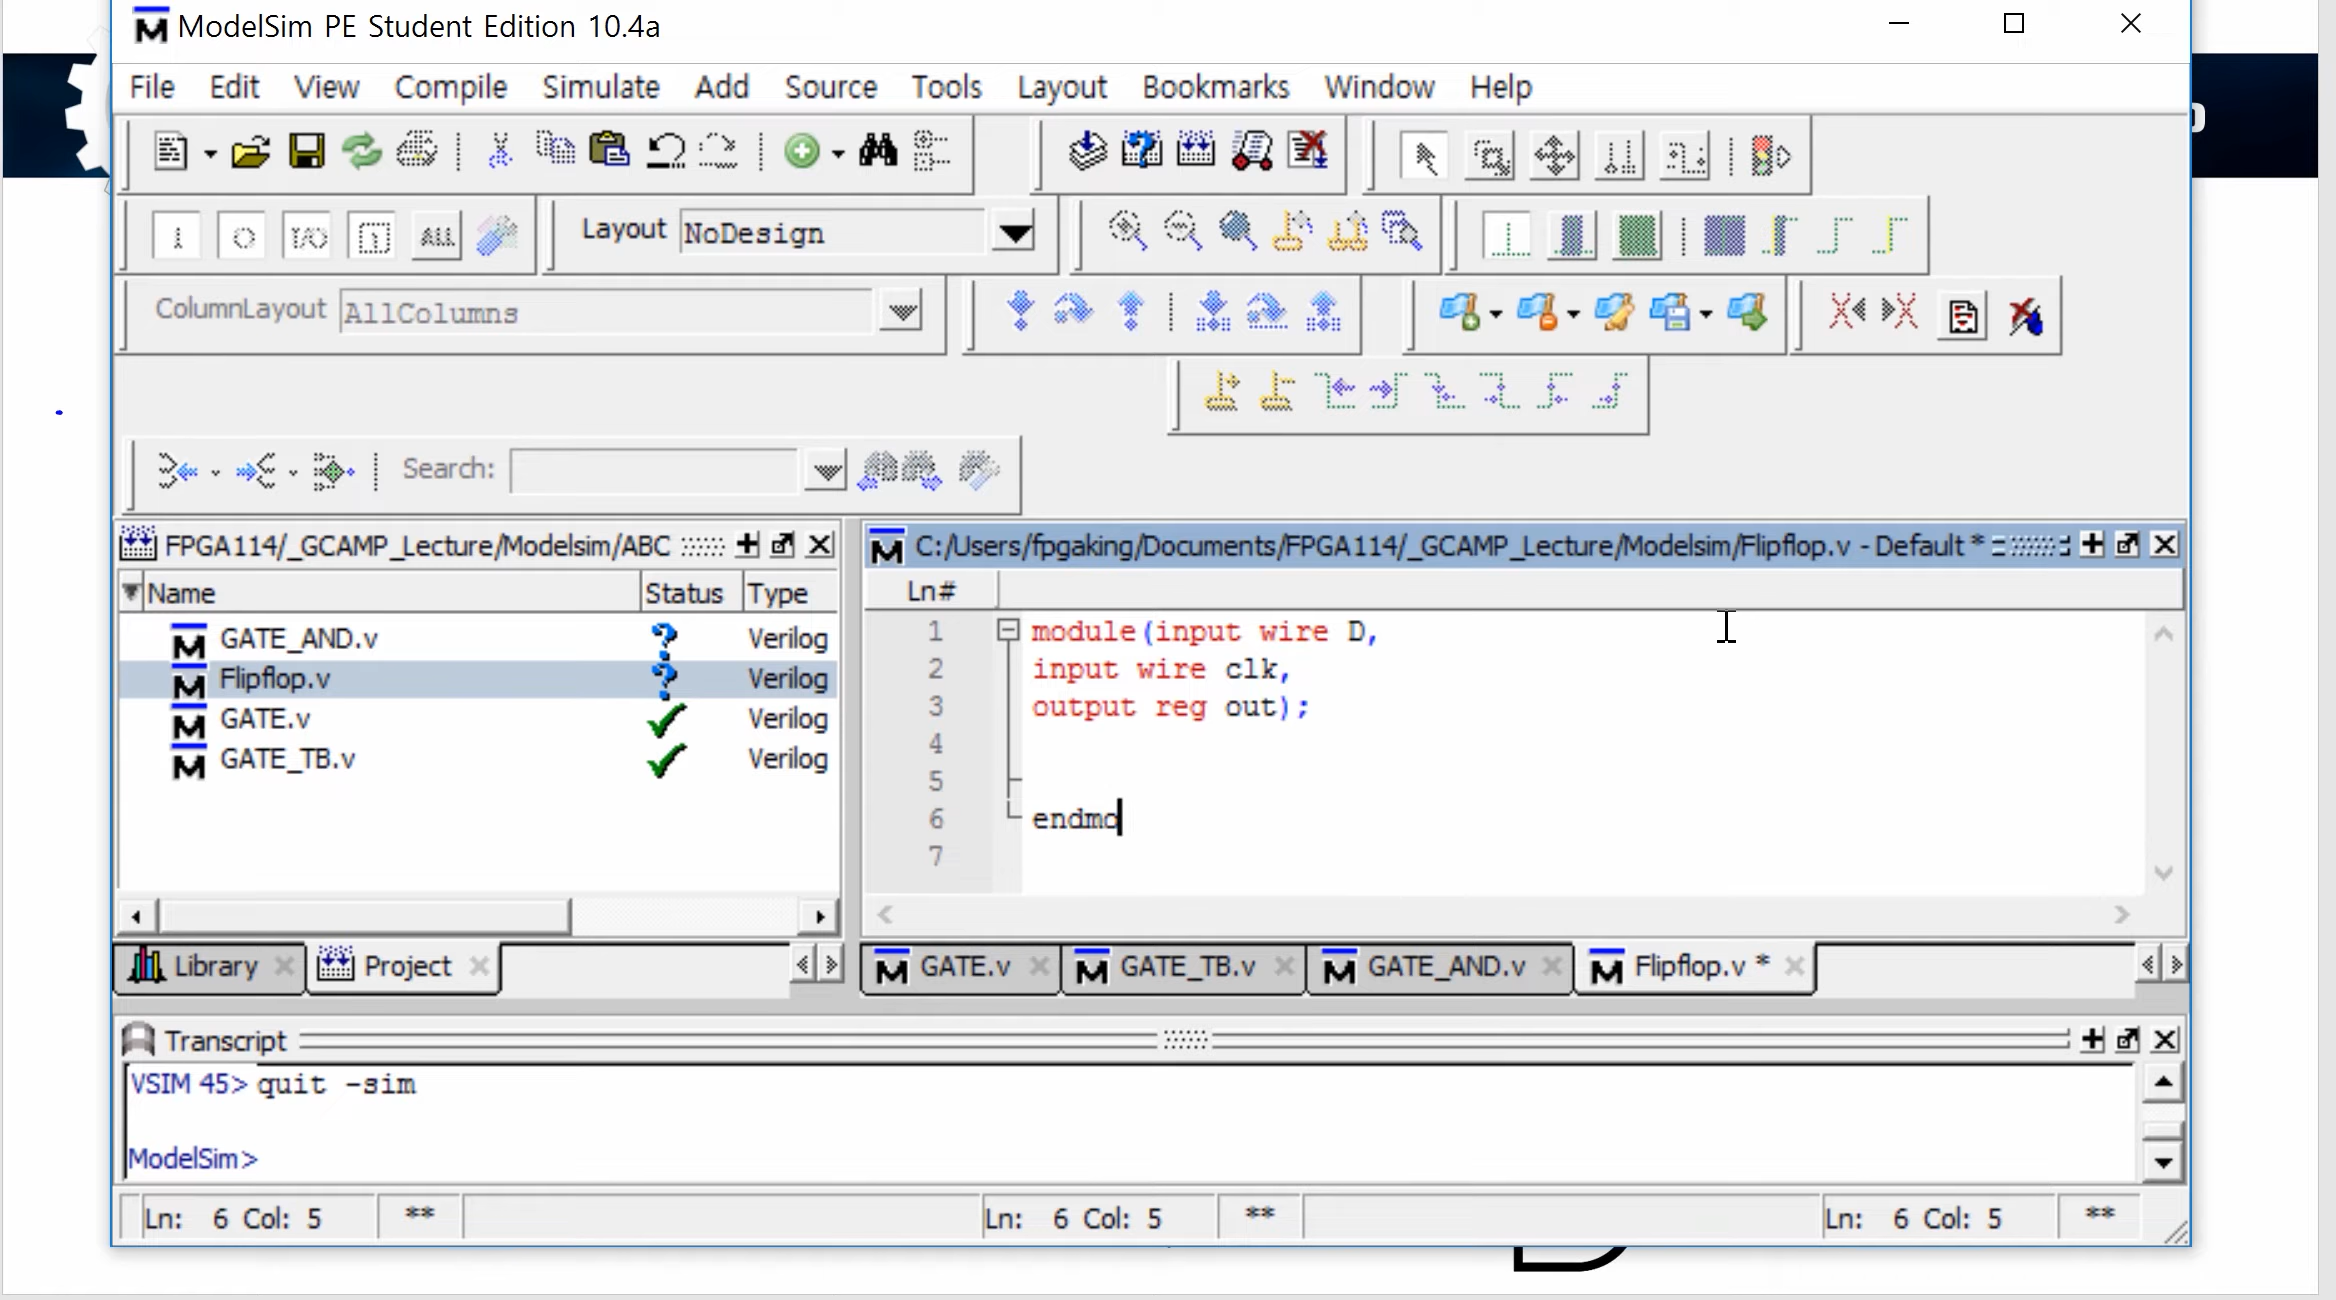 ModelSim PE Student Edition 10.4a
File Edit View Compile Simulate Add Source Tools Layout Bookmarks Window Help
I/O ALL Layout NoDesign
ColumnLayout AllColumns
Search:
FPGA114/_GCAMP_Lecture/Modelsim/ABC
Name Status Type
GATE_AND.v ? Verilog
Flipflop.v ? Verilog
GATE.v Verilog
GATE_TB.v Verilog
Library Project
C:/Users/fpgaking/Documents/FPGA114/_GCAMP_Lecture/Modelsim/Flipflop.v - Default *
Ln#
1 module(input wire D,
2 input wire clk,
3 output reg out);
4
5
6 endmo
7
GATE.v GATE_TB.v GATE_AND.v Flipflop.v *
Transcript
VSIM 45> quit -sim
ModelSim>
Ln: 6 Col: 5 ** Ln: 6 Col: 5 ** Ln: 6 Col: 5 **